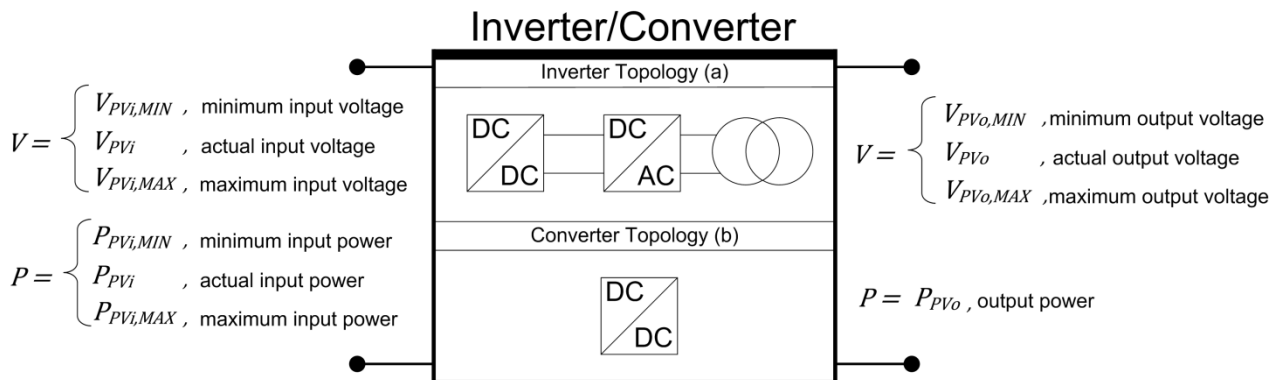 Inverter/Converter
Inverter Topology (a)
V = V_PVi,MIN , minimum input voltage
V_PVi , actual input voltage
V_PVi,MAX , maximum input voltage
P = P_PVi,MIN , minimum input power
P_PVi , actual input power
P_PVi,MAX , maximum input power
DC
DC
DC
AC
Converter Topology (b)
DC
DC
V = V_PVo,MIN ,minimum output voltage
V_PVo , actual output voltage
V_PVo,MAX ,maximum output voltage
P = P_PVo , output power